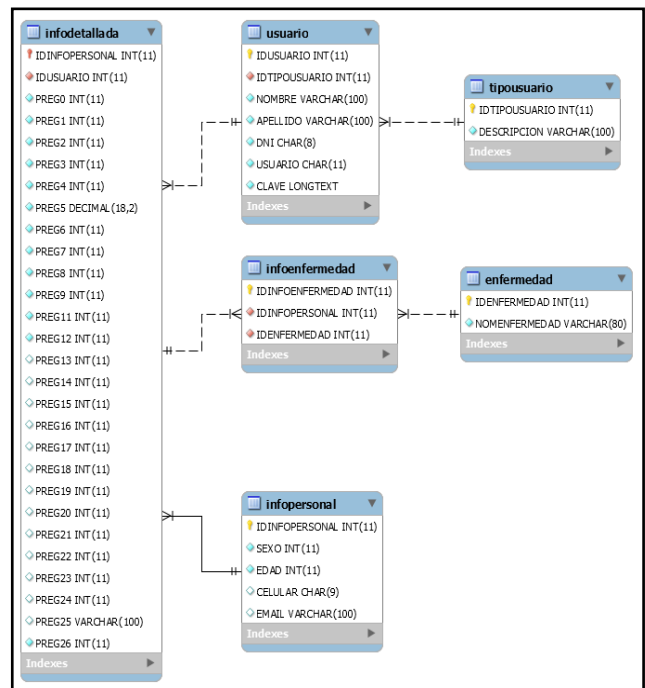 infodetallada
IDINFOPERSONAL INT(11)
IDUSUARIO INT(11)
PREG0 INT(11)
PREG1 INT(11)
PREG2 INT(11)
PREG3 INT(11)
PREG4 INT(11)
PREG5 DECIMAL(18,2)
PREG6 INT(11)
PREG7 INT(11)
PREG8 INT(11)
PREG9 INT(11)
PREG11 INT(11)
PREG12 INT(11)
PREG13 INT(11)
PREG14 INT(11)
PREG15 INT(11)
PREG16 INT(11)
PREG17 INT(11)
PREG18 INT(11)
PREG19 INT(11)
PREG20 INT(11)
PREG21 INT(11)
PREG22 INT(11)
PREG23 INT(11)
PREG24 INT(11)
PREG25 VARCHAR(100)
PREG26 INT(11)
Indexes
usuario
IDUSUARIO INT(11)
IDTIPOUSUARIO INT(11)
NOMBRE VARCHAR(100)
APELLIDO VARCHAR(100)
DNI CHAR(8)
USUARIO CHAR(11)
CLAVE LONGTEXT
Indexes
tipousuario
IDTIPOUSUARIO INT(11)
DESCRIPCION VARCHAR(100)
Indexes
infoenfermedad
IDINFOENFERMEDAD INT(11)
IDINFOPERSONAL INT(11)
IDENFERMEDAD INT(11)
Indexes
enfermedad
IDENFERMEDAD INT(11)
NOMENFERMEDAD VARCHAR(80)
Indexes
infopersonal
IDINFOPERSONAL INT(11)
SEXO INT(11)
EDAD INT(11)
CELULAR CHAR(9)
EMAIL VARCHAR(100)
Indexes